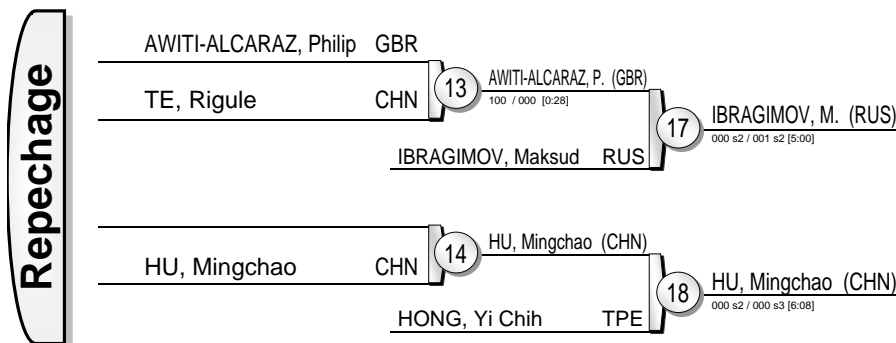 Repechage
AWITI-ALCARAZ, Philip GBR
TE, Rigule CHN
13
AWITI-ALCARAZ, P. (GBR)
100 / 000 [0:28]
IBRAGIMOV, Maksud RUS
17
IBRAGIMOV, M. (RUS)
000 s2 / 001 s2 [5:00]
HU, Mingchao CHN
14
HU, Mingchao (CHN)
HONG, Yi Chih TPE
18
HU, Mingchao (CHN)
000 s2 / 000 s3 [6:08]